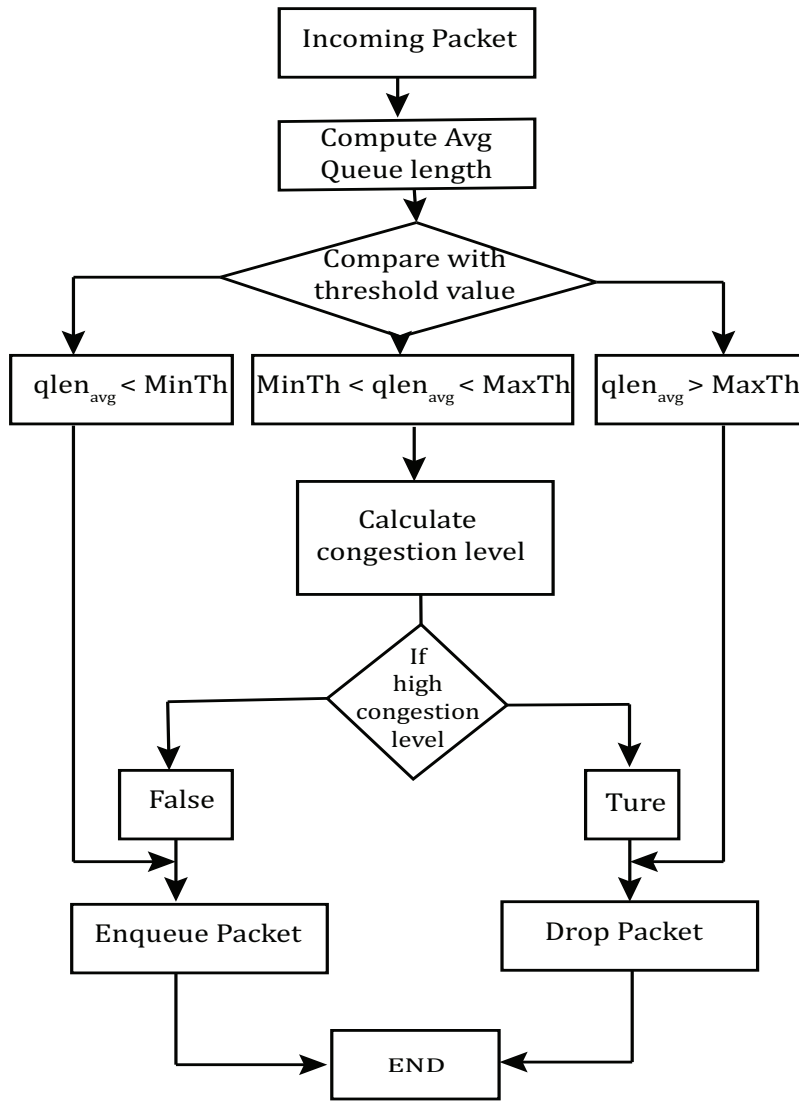 Incoming Packet
Compute Avg
Queue length
Compare with
threshold value
qlenavg < MinTh
MinTh < qlenavg < MaxTh
qlenavg > MaxTh
Calculate
congestion level
If
high
congestion
level
False
Ture
Enqueue Packet
Drop Packet
END